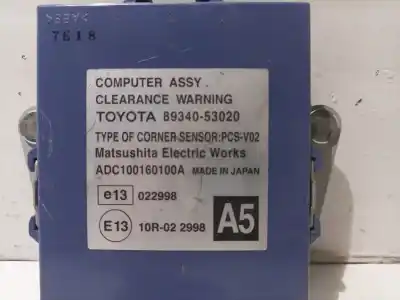 7E18
COMPUTER ASSY.
CLEARANCE WARNING
TOYOTA 89340-53020
TYPE OF CORNER SENSOR:PCS-V02
Matsushita Electric Works
ADC100160100A MADE IN JAPAN
e13 022998
E13 10R-02 2998
A5